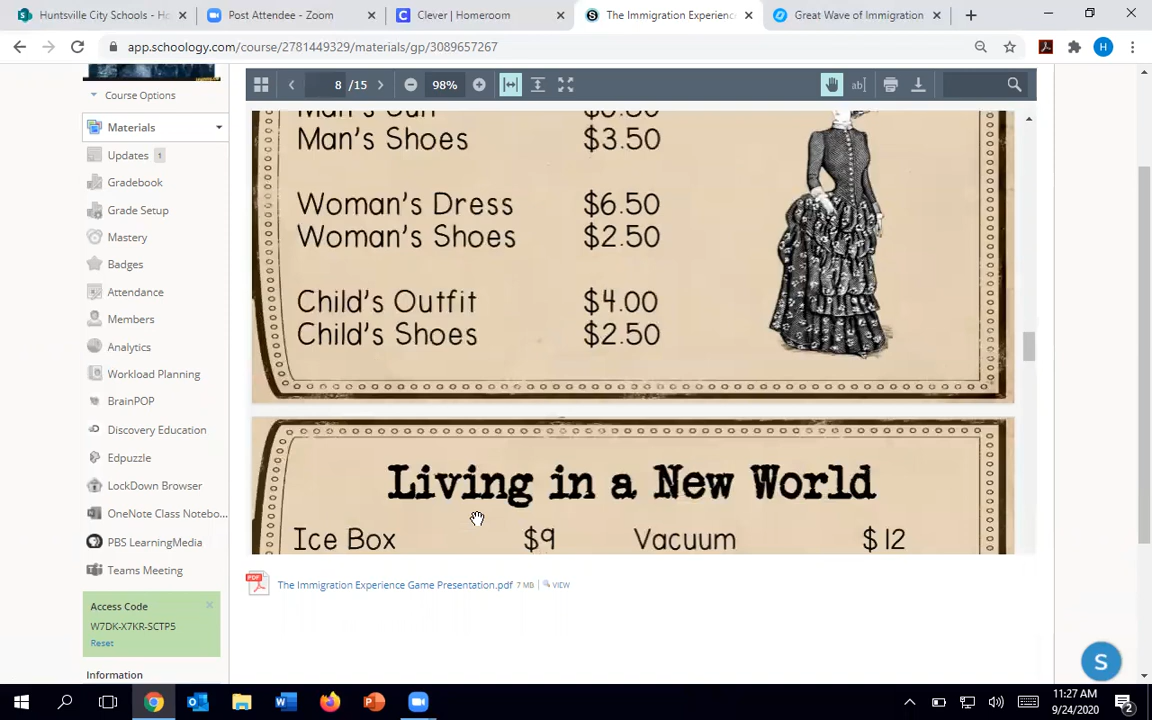 Huntsville City Schools - Ho
Post Attendee - Zoom
Clever | Homeroom
The Immigration Experienc
Great Wave of Immigration
app.schoology.com/course/2781449329/materials/gp/3089657267
H
Course Options
8 /15
98%
Materials
Updates 1
Gradebook
Grade Setup
Mastery
Badges
Attendance
Members
Analytics
Workload Planning
BrainPOP
Discovery Education
Edpuzzle
LockDown Browser
OneNote Class Notebo...
PBS LearningMedia
Teams Meeting
Access Code
W7DK-X7KR-SCTP5
Reset
Information
Man's Shoes $3.50
Woman's Dress $6.50
Woman's Shoes $2.50
Child's Outfit $4.00
Child's Shoes $2.50
Living in a New World
Ice Box $9 Vacuum $12
PDF The Immigration Experience Game Presentation.pdf 7 MB VIEW
S
11:27 AM
9/24/2020
2